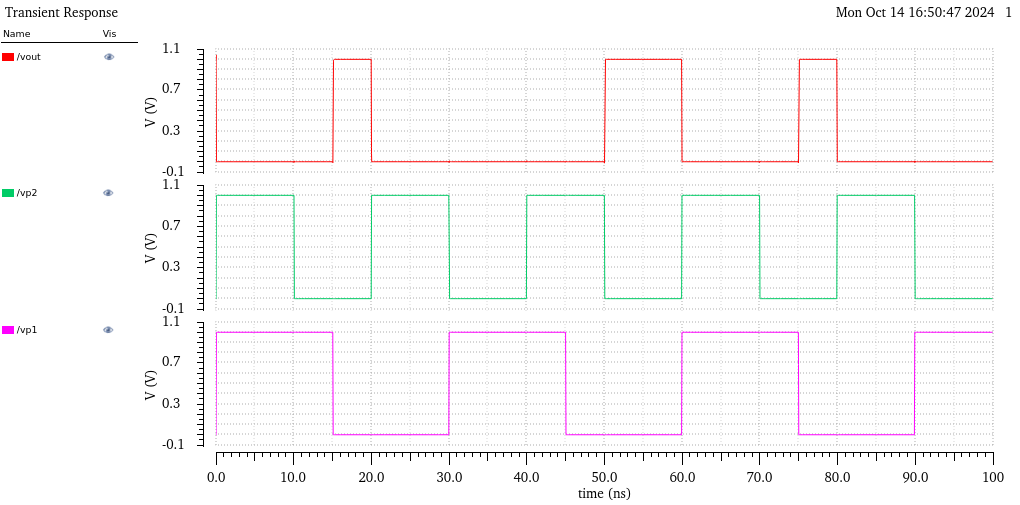 Transient Response
Mon Oct 14 16:50:47 2024 1
Name Vis
/vout
1.1
0.7
0.3
-0.1
V (V)
/vp2
1.1
0.7
0.3
-0.1
V (V)
/vp1
1.1
0.7
0.3
-0.1
V (V)
0.0 10.0 20.0 30.0 40.0 50.0 60.0 70.0 80.0 90.0 100
time (ns)